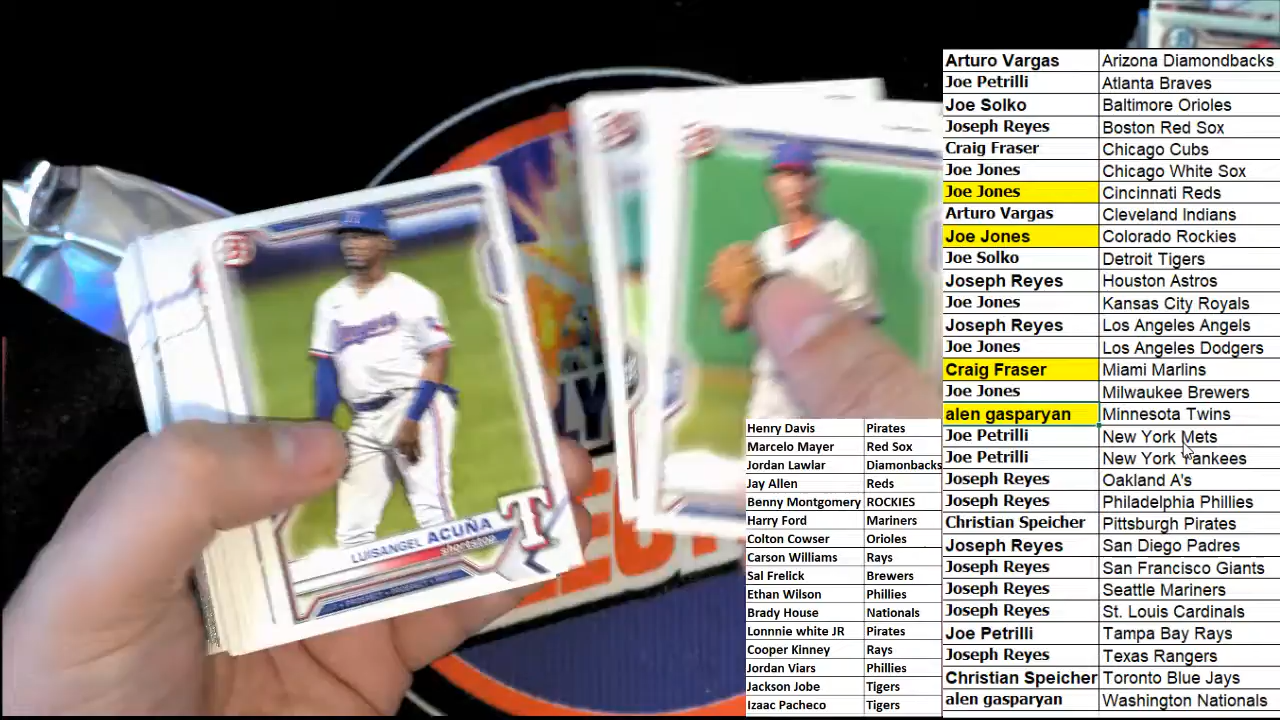 Arturo Vargas Arizona Diamondbacks
Joe Petrilli Atlanta Braves
Joe Solko Baltimore Orioles
Joseph Reyes Boston Red Sox
Craig Fraser Chicago Cubs
Joe Jones Chicago White Sox
Joe Jones Cincinnati Reds
Arturo Vargas Cleveland Indians
Joe Jones Colorado Rockies
Joe Solko Detroit Tigers
Joseph Reyes Houston Astros
Joe Jones Kansas City Royals
Joseph Reyes Los Angeles Angels
Joe Jones Los Angeles Dodgers
Craig Fraser Miami Marlins
Joe Jones Milwaukee Brewers
alen gasparyan Minnesota Twins
Joe Petrilli New York Mets
Joe Petrilli New York Yankees
Joseph Reyes Oakland A's
Joseph Reyes Philadelphia Phillies
Christian Speicher Pittsburgh Pirates
Joseph Reyes San Diego Padres
Joseph Reyes San Francisco Giants
Joseph Reyes Seattle Mariners
Joseph Reyes St. Louis Cardinals
Joe Petrilli Tampa Bay Rays
Joseph Reyes Texas Rangers
Christian Speicher Toronto Blue Jays
alen gasparyan Washington Nationals
Henry Davis Pirates
Marcelo Mayer Red Sox
Jordan Lawlar Diamonbacks
Jay Allen Reds
Benny Montgomery ROCKIES
Harry Ford Mariners
Colton Cowser Orioles
Carson Williams Rays
Sal Frelick Brewers
Ethan Wilson Phillies
Brady House Nationals
Lonnnie white JR Pirates
Cooper Kinney Rays
Jordan Viars Phillies
Jackson Jobe Tigers
Izaac Pacheco Tigers
LUISANGEL ACUÑA
shortstop
T